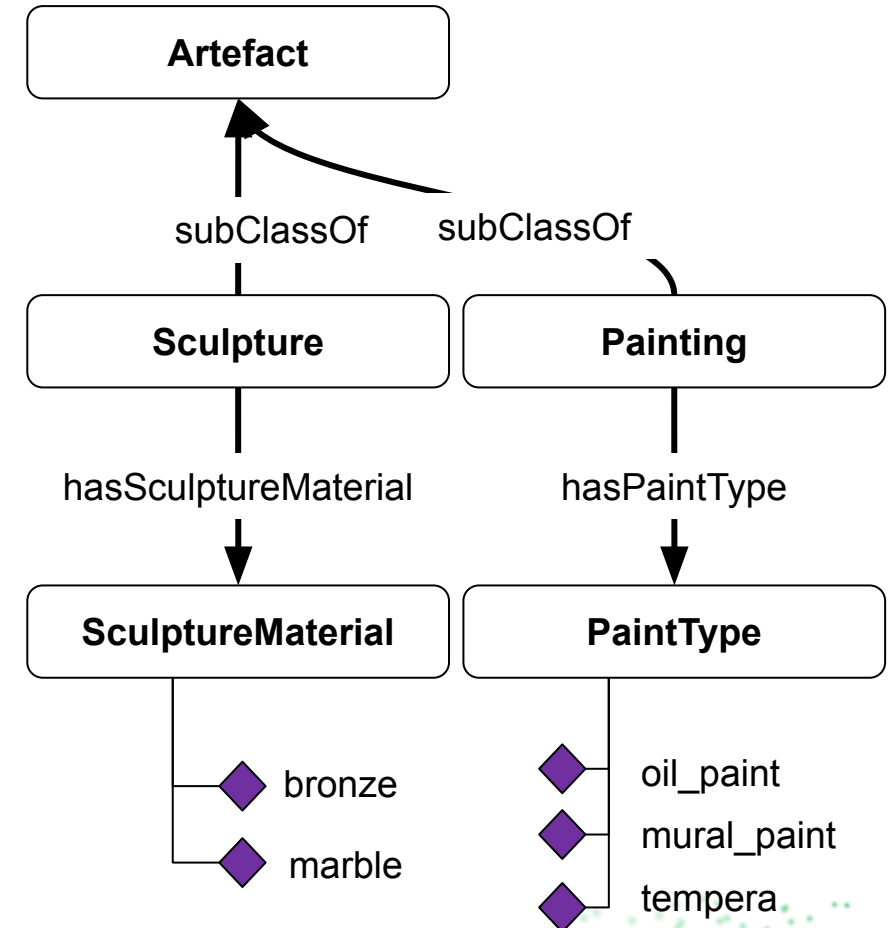 Artefact
subClassOf
subClassOf
Sculpture
Painting
hasSculptureMaterial
hasPaintType
SculptureMaterial
PaintType
bronze
marble
oil_paint
mural_paint
tempera